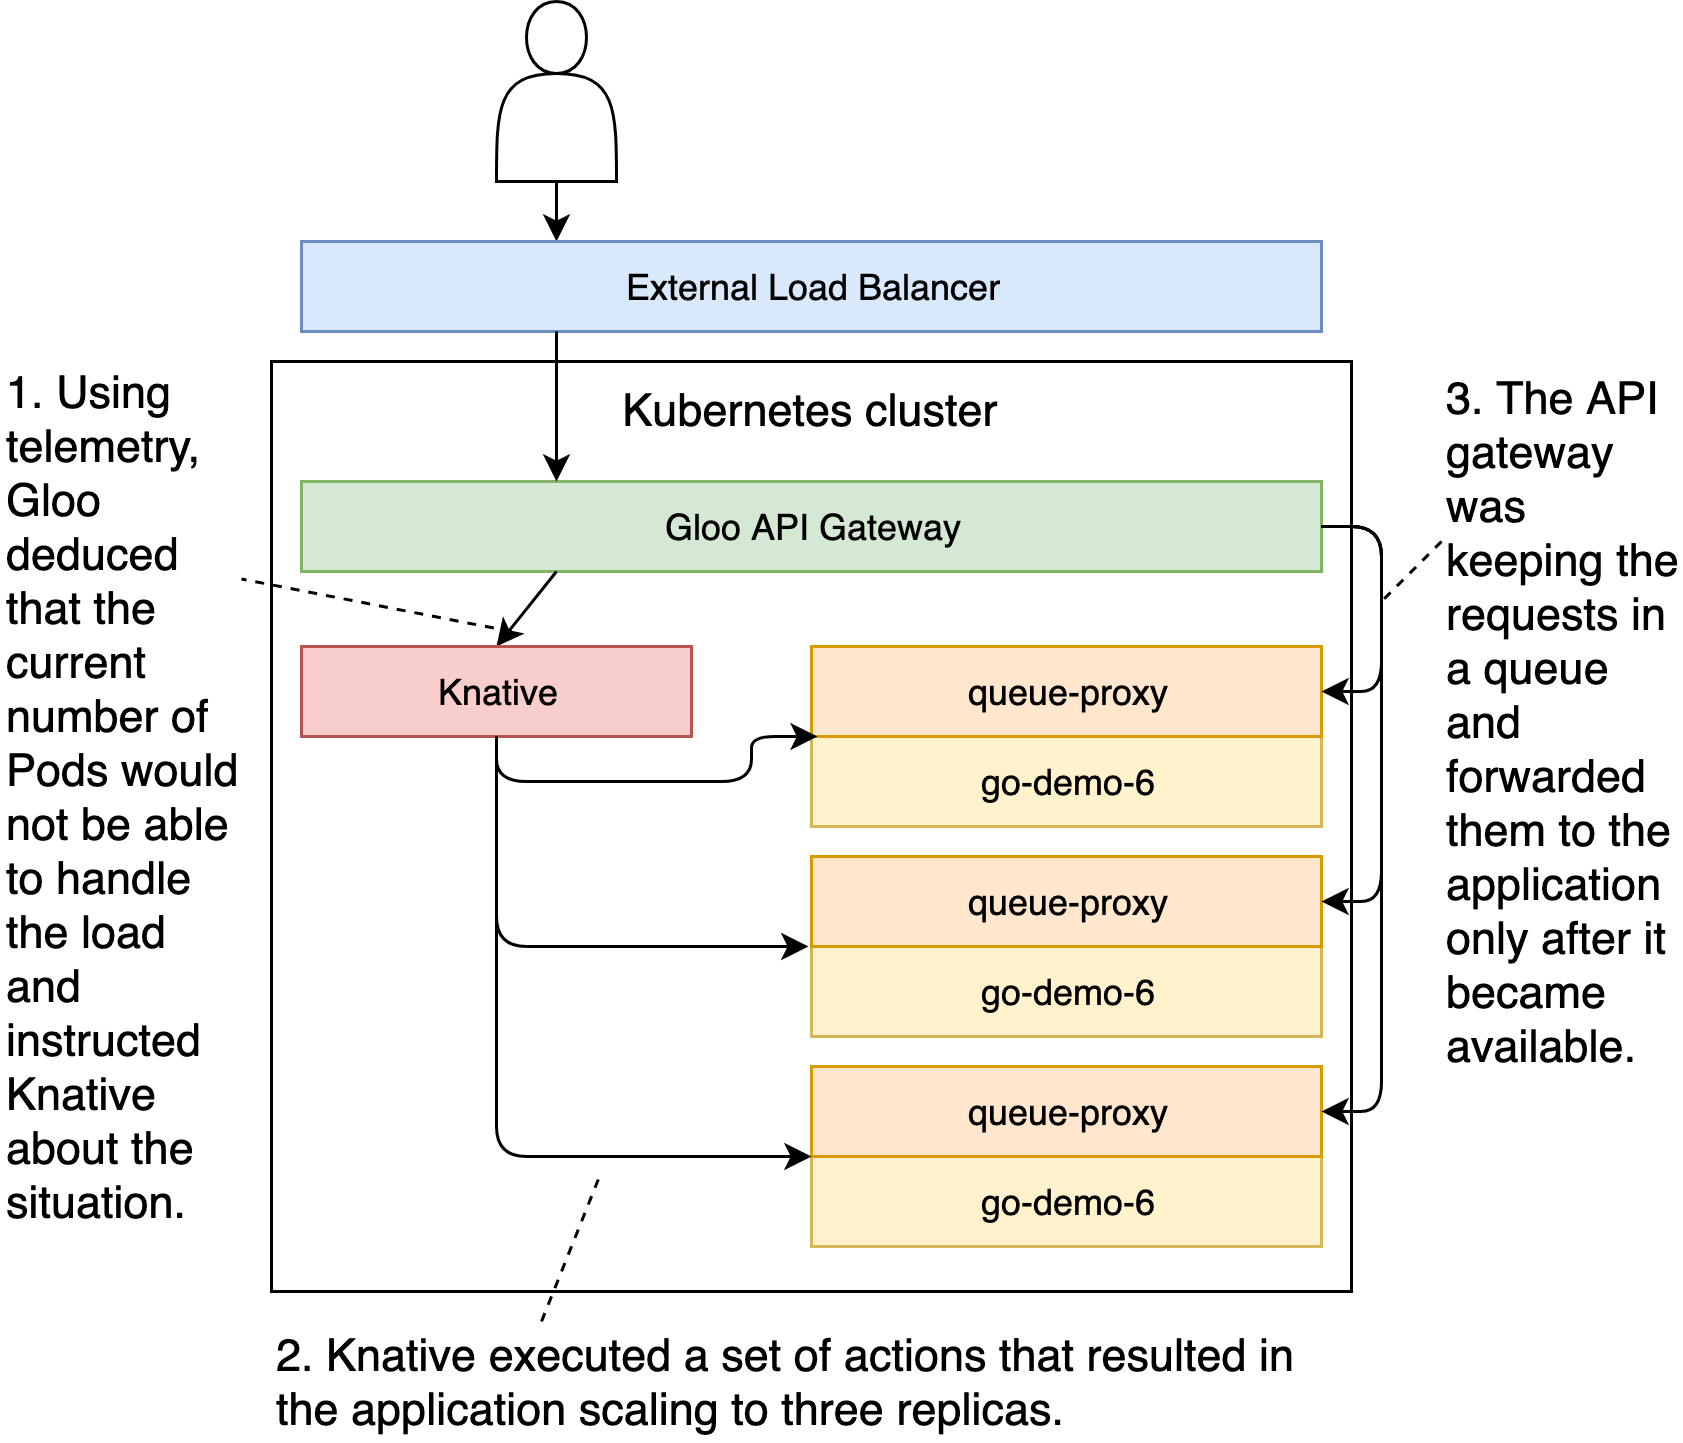 External Load Balancer
Kubernetes cluster
Gloo API Gateway
Knative
queue-proxy
go-demo-6
queue-proxy
go-demo-6
queue-proxy
go-demo-6
1. Using
telemetry,
Gloo
deduced
that the
current
number of
Pods would
not be able
to handle
the load
and
instructed
Knative
about the
situation.
2. Knative executed a set of actions that resulted in
the application scaling to three replicas.
3. The API
gateway
was
keeping the
requests in
a queue
and
forwarded
them to the
application
only after it
became
available.